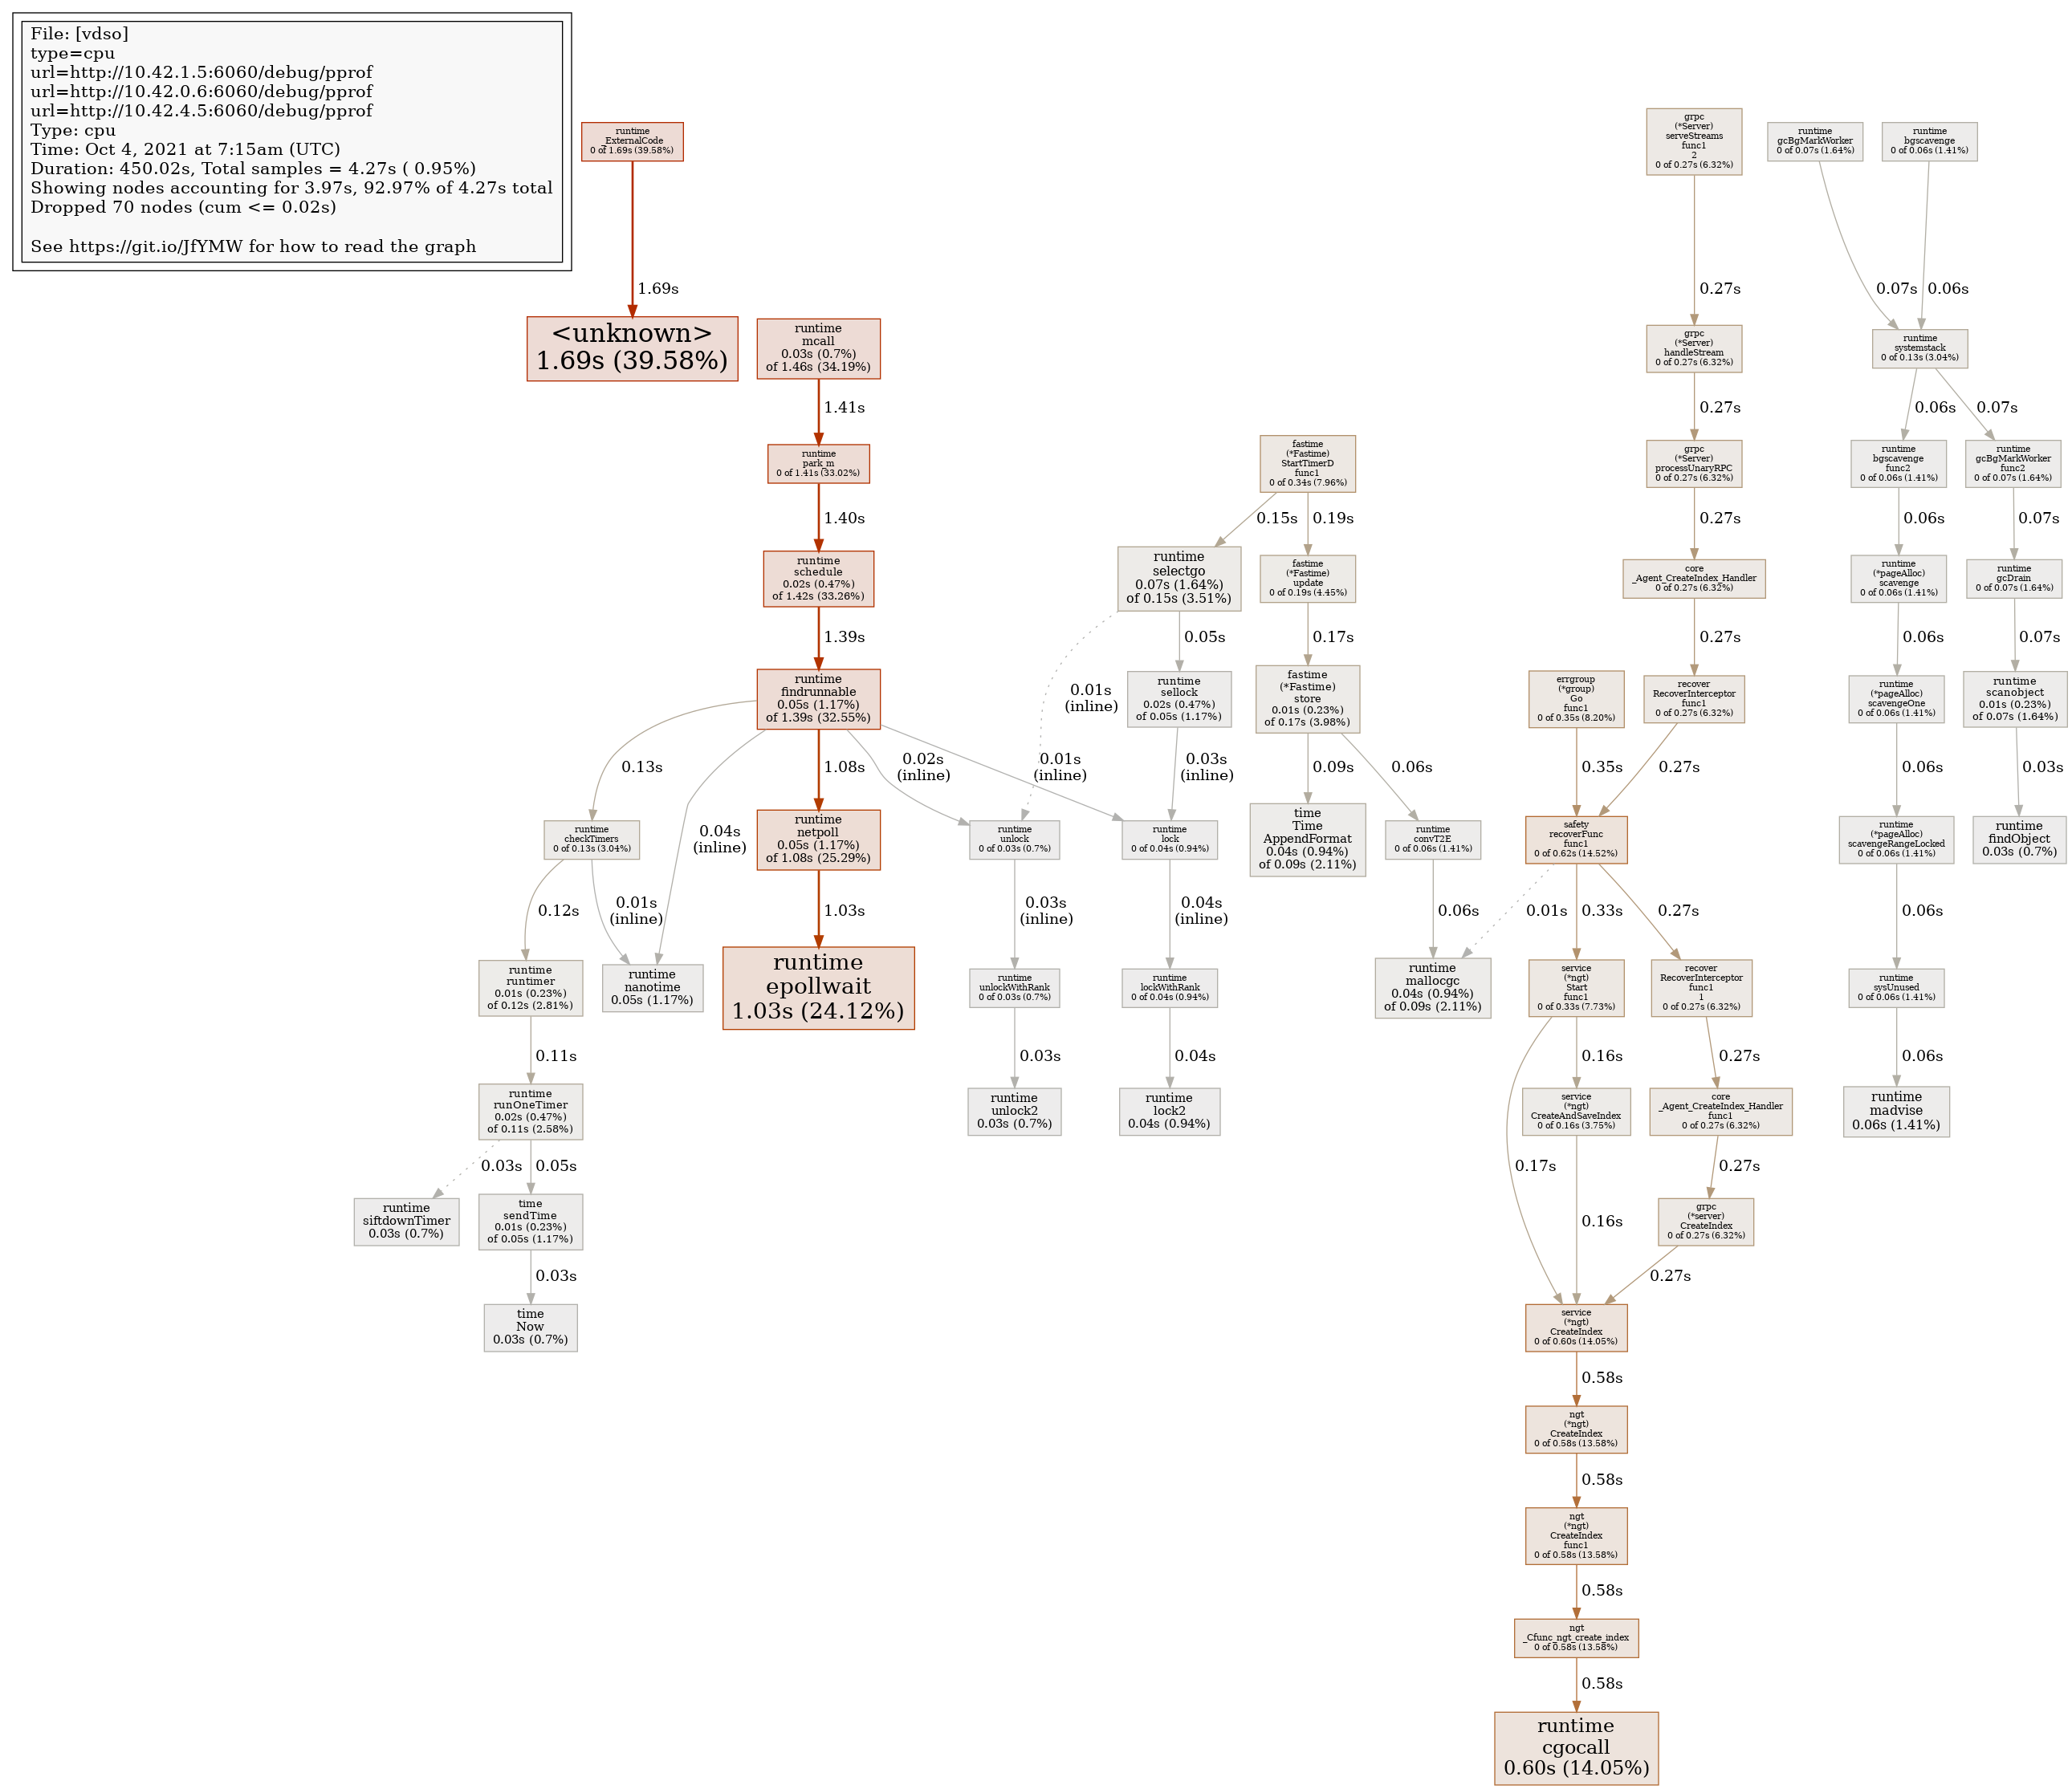 File: [vdso]
type=cpu
url=http://10.42.1.5:6060/debug/pprof
url=http://10.42.0.6:6060/debug/pprof
url=http://10.42.4.5:6060/debug/pprof
Type: cpu
Time: Oct 4, 2021 at 7:15am (UTC)
Duration: 450.02s, Total samples = 4.27s ( 0.95%)
Showing nodes accounting for 3.97s, 92.97% of 4.27s total
Dropped 70 nodes (cum <= 0.02s)
See https://git.io/JfYMW for how to read the graph
runtime
_ExternalCode
0 of 1.69s (39.58%)
1.69s
<unknown>
1.69s (39.58%)
runtime
mcall
0.03s (0.7%)
of 1.46s (34.19%)
1.41s
runtime
park_m
0 of 1.41s (33.02%)
1.40s
runtime
schedule
0.02s (0.47%)
of 1.42s (33.26%)
1.39s
runtime
findrunnable
0.05s (1.17%)
of 1.39s (32.55%)
0.13s
0.04s
(inline)
1.08s
0.02s
(inline)
0.01s
(inline)
runtime
checkTimers
0 of 0.13s (3.04%)
0.12s
0.01s
(inline)
runtime
netpoll
0.05s (1.17%)
of 1.08s (25.29%)
1.03s
runtime
epollwait
1.03s (24.12%)
runtime
runtimer
0.01s (0.23%)
of 0.12s (2.81%)
0.11s
runtime
nanotime
0.05s (1.17%)
runtime
runOneTimer
0.02s (0.47%)
of 0.11s (2.58%)
0.03s
0.05s
runtime
siftdownTimer
0.03s (0.7%)
time
sendTime
0.01s (0.23%)
of 0.05s (1.17%)
0.03s
time
Now
0.03s (0.7%)
fastime
(*Fastime)
StartTimerD
func1
0 of 0.34s (7.96%)
0.15s
0.19s
runtime
selectgo
0.07s (1.64%)
of 0.15s (3.51%)
0.01s
(inline)
0.05s
runtime
sellock
0.02s (0.47%)
of 0.05s (1.17%)
0.03s
(inline)
runtime
unlock
0 of 0.03s (0.7%)
0.03s
(inline)
runtime
unlockWithRank
0 of 0.03s (0.7%)
0.03s
runtime
unlock2
0.03s (0.7%)
runtime
lock
0 of 0.04s (0.94%)
0.04s
(inline)
runtime
lockWithRank
0 of 0.04s (0.94%)
0.04s
runtime
lock2
0.04s (0.94%)
fastime
(*Fastime)
update
0 of 0.19s (4.45%)
0.17s
fastime
(*Fastime)
store
0.01s (0.23%)
of 0.17s (3.98%)
0.09s
0.06s
time
Time
AppendFormat
0.04s (0.94%)
of 0.09s (2.11%)
runtime
convT2E
0 of 0.06s (1.41%)
0.06s
runtime
mallocgc
0.04s (0.94%)
of 0.09s (2.11%)
grpc
(*Server)
serveStreams
func1
2
0 of 0.27s (6.32%)
0.27s
grpc
(*Server)
handleStream
0 of 0.27s (6.32%)
0.27s
grpc
(*Server)
processUnaryRPC
0 of 0.27s (6.32%)
0.27s
core
_Agent_CreateIndex_Handler
0 of 0.27s (6.32%)
0.27s
errgroup
(*group)
Go
func1
0 of 0.35s (8.20%)
0.35s
recover
RecoverInterceptor
func1
0 of 0.27s (6.32%)
0.27s
safety
recoverFunc
func1
0 of 0.62s (14.52%)
0.01s
0.33s
0.27s
service
(*ngt)
Start
func1
0 of 0.33s (7.73%)
0.17s
0.16s
recover
RecoverInterceptor
func1
1
0 of 0.27s (6.32%)
0.27s
service
(*ngt)
CreateAndSaveIndex
0 of 0.16s (3.75%)
0.16s
core
_Agent_CreateIndex_Handler
func1
0 of 0.27s (6.32%)
0.27s
grpc
(*server)
CreateIndex
0 of 0.27s (6.32%)
0.27s
service
(*ngt)
CreateIndex
0 of 0.60s (14.05%)
0.58s
ngt
(*ngt)
CreateIndex
0 of 0.58s (13.58%)
0.58s
ngt
(*ngt)
CreateIndex
func1
0 of 0.58s (13.58%)
0.58s
ngt
_Cfunc_ngt_create_index
0 of 0.58s (13.58%)
0.58s
runtime
cgocall
0.60s (14.05%)
runtime
gcBgMarkWorker
0 of 0.07s (1.64%)
0.07s
runtime
bgscavenge
0 of 0.06s (1.41%)
0.06s
runtime
systemstack
0 of 0.13s (3.04%)
0.06s
0.07s
runtime
bgscavenge
func2
0 of 0.06s (1.41%)
0.06s
runtime
(*pageAlloc)
scavenge
0 of 0.06s (1.41%)
0.06s
runtime
(*pageAlloc)
scavengeOne
0 of 0.06s (1.41%)
0.06s
runtime
(*pageAlloc)
scavengeRangeLocked
0 of 0.06s (1.41%)
0.06s
runtime
sysUnused
0 of 0.06s (1.41%)
0.06s
runtime
madvise
0.06s (1.41%)
runtime
gcBgMarkWorker
func2
0 of 0.07s (1.64%)
0.07s
runtime
gcDrain
0 of 0.07s (1.64%)
0.07s
runtime
scanobject
0.01s (0.23%)
of 0.07s (1.64%)
0.03s
runtime
findObject
0.03s (0.7%)